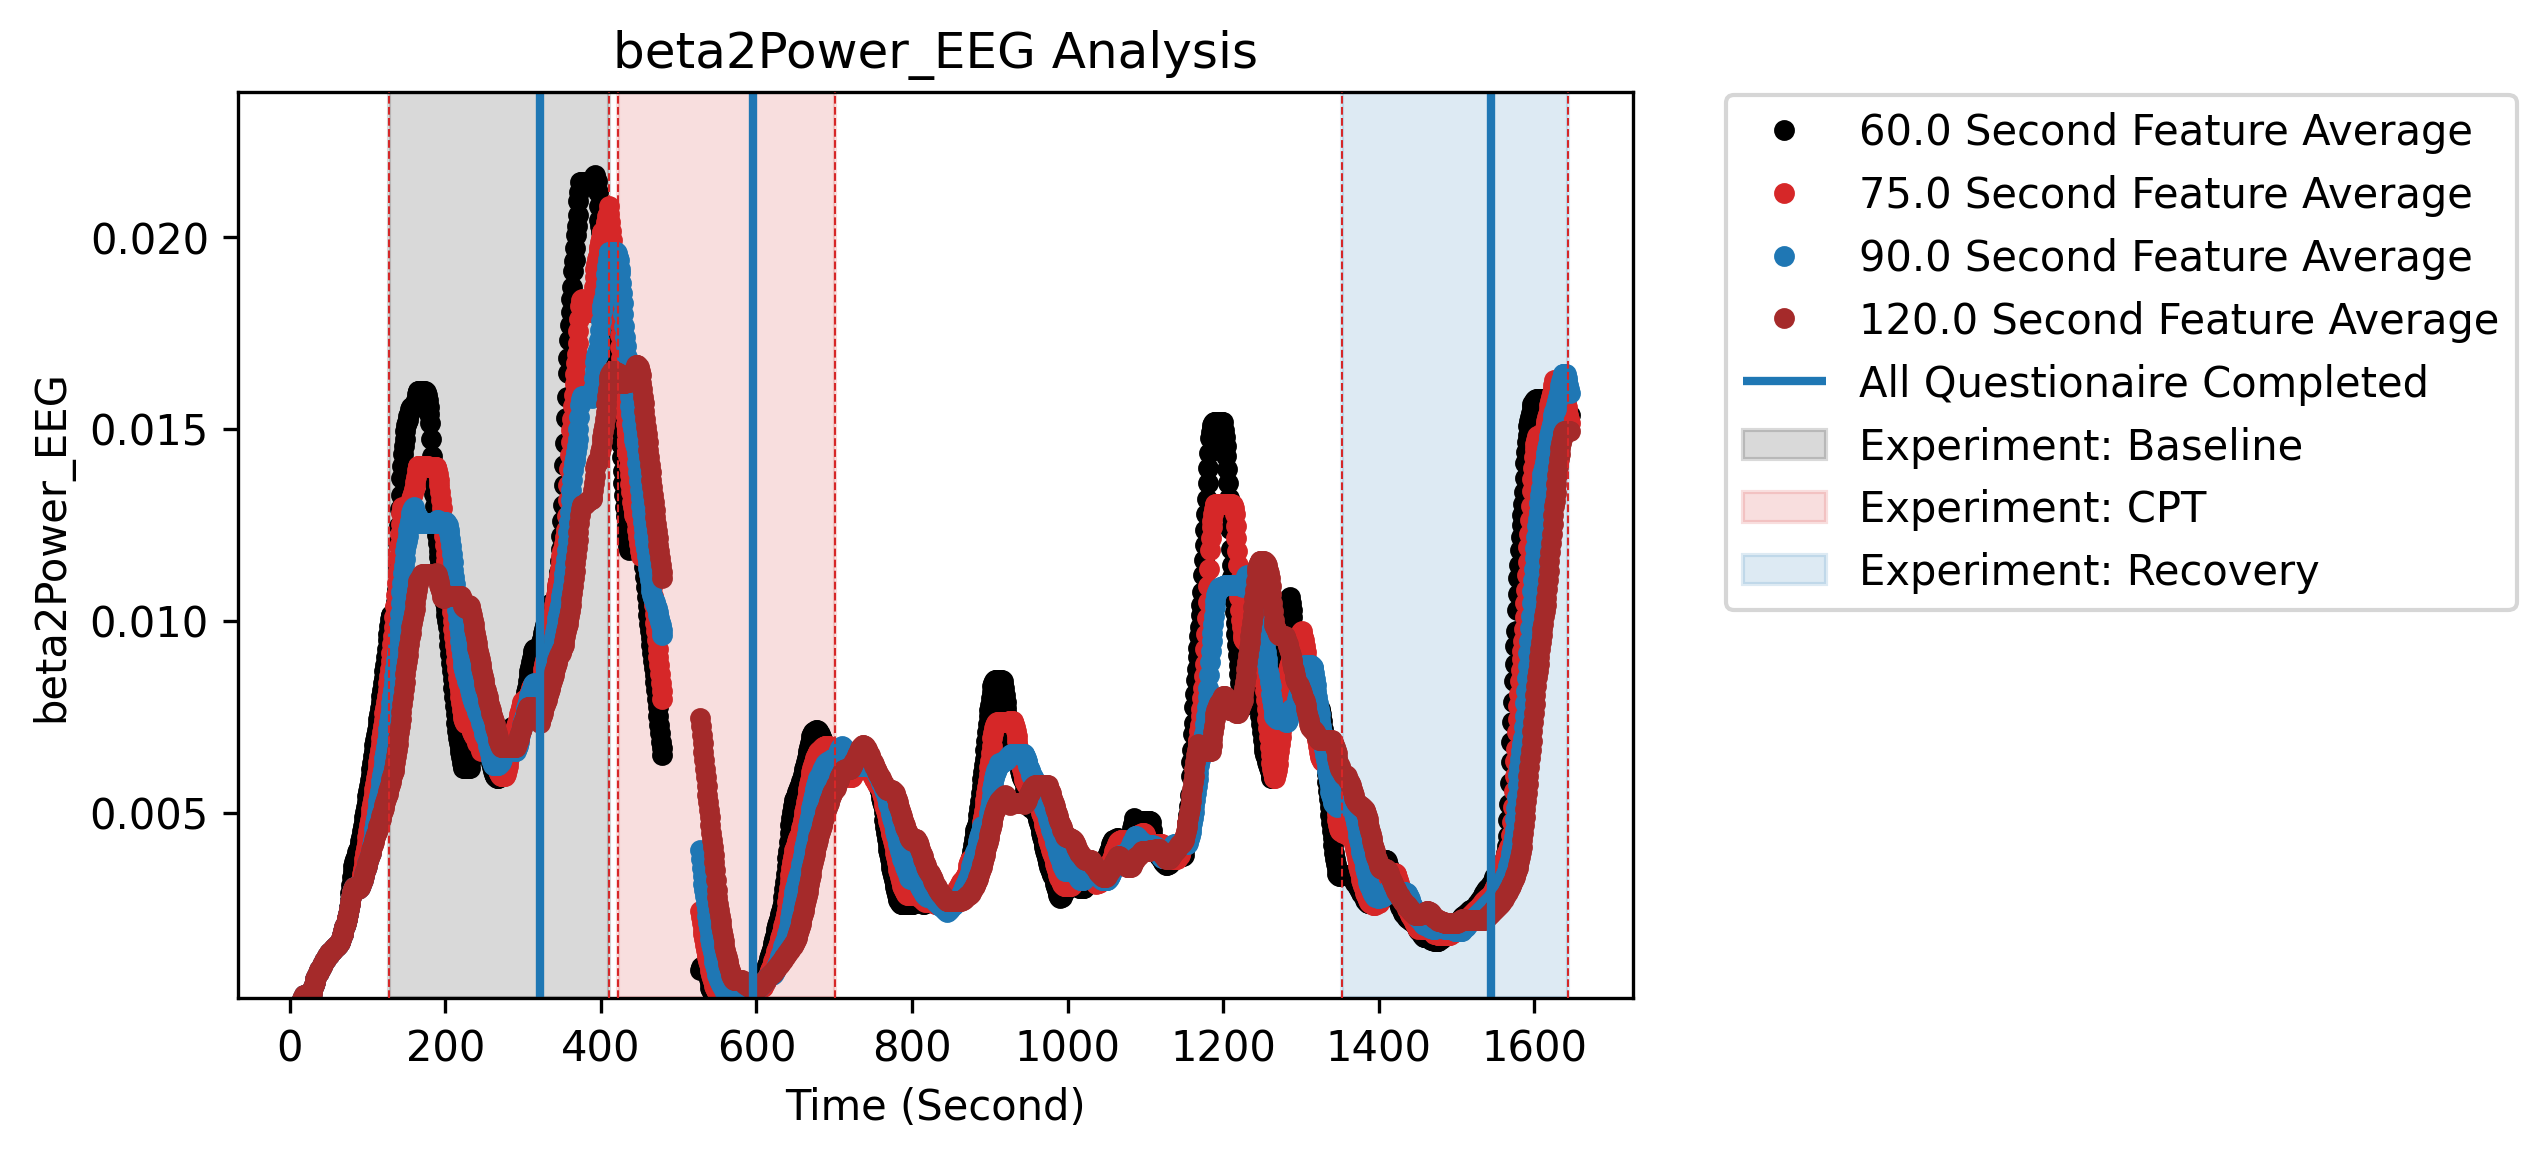 beta2Power_EEG Analysis
beta2Power_EEG
0.020
0.015
0.010
0.005
0 200 400 600 800 1000 1200 1400 1600
Time (Second)
60.0 Second Feature Average
75.0 Second Feature Average
90.0 Second Feature Average
120.0 Second Feature Average
All Questionaire Completed
Experiment: Baseline
Experiment: CPT
Experiment: Recovery